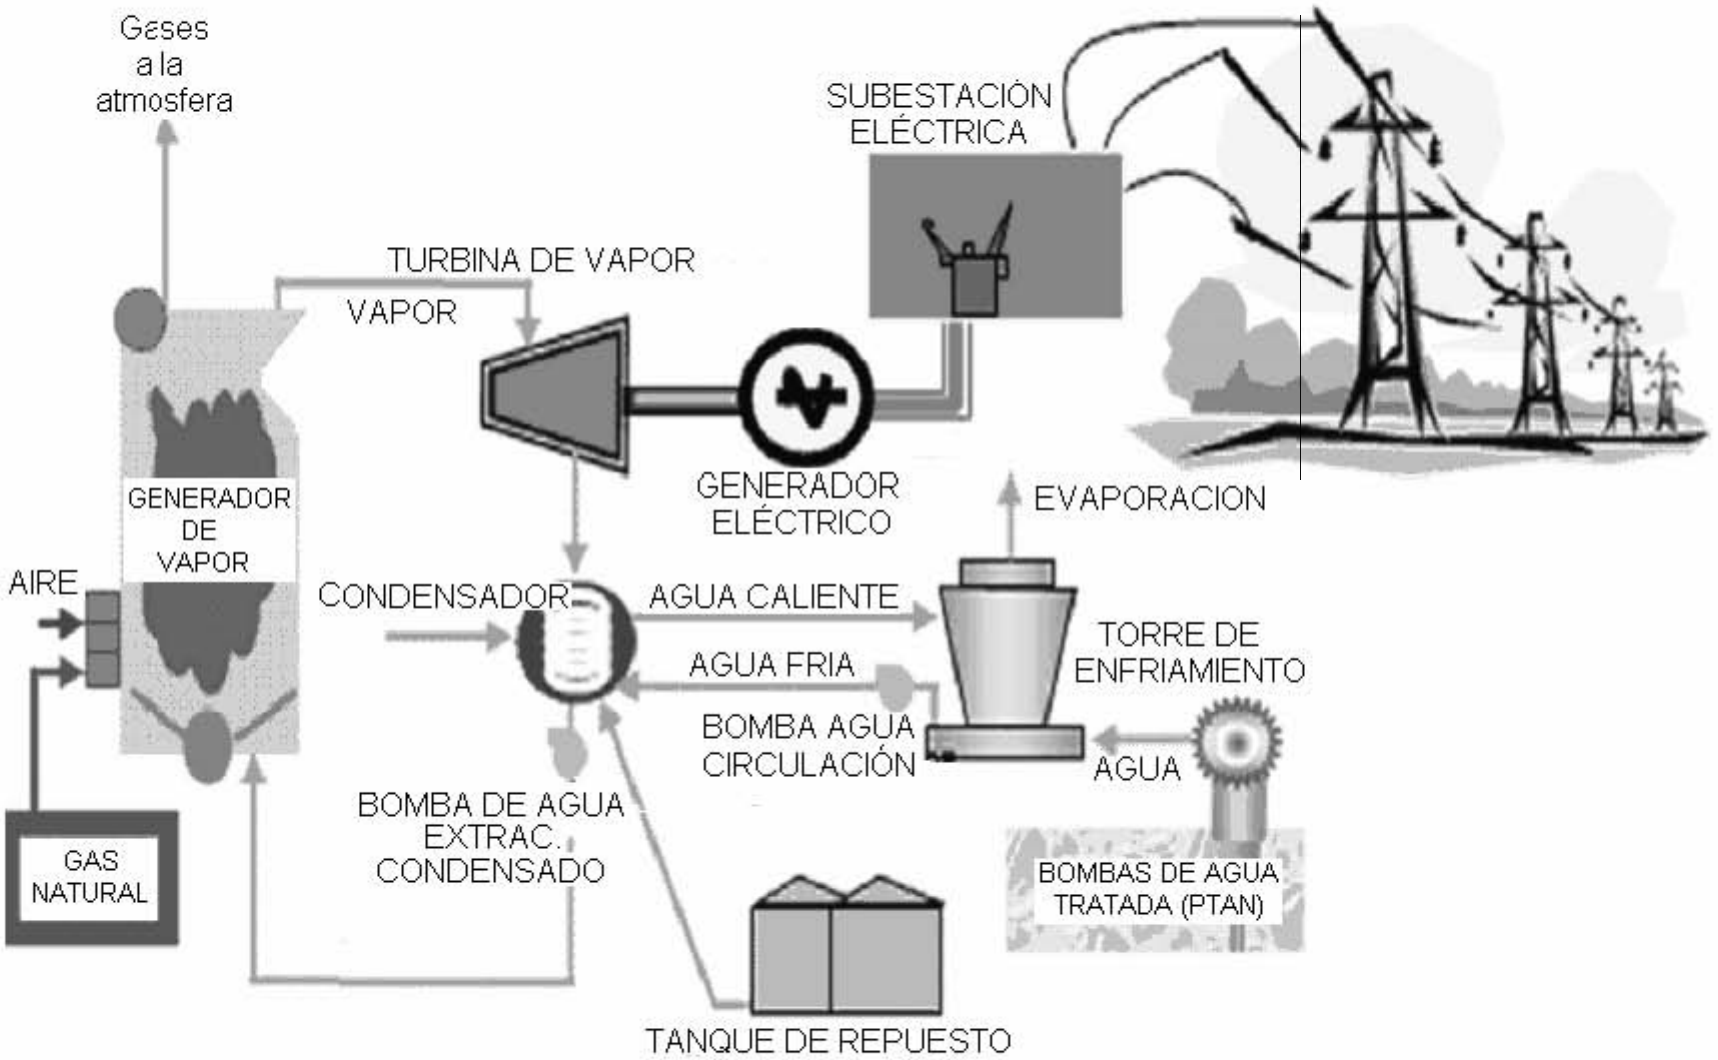 Gases
a la
atmosfera
SUBESTACIÓN
ELÉCTRICA
TURBINA DE VAPOR
VAPOR
GENERADOR
DE
VAPOR
GENERADOR
ELÉCTRICO
EVAPORACION
AIRE
CONDENSADOR
AGUA CALIENTE
AGUA FRIA
TORRE DE
ENFRIAMIENTO
BOMBA AGUA
CIRCULACIÓN
AGUA
BOMBA DE AGUA
EXTRAC.
CONDENSADO
GAS
NATURAL
BOMBAS DE AGUA
TRATADA (PTAN)
TANQUE DE REPUESTO